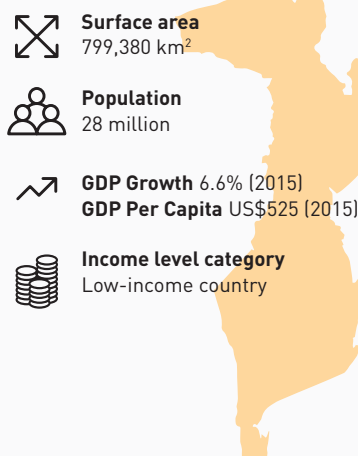 Surface area
799,380 km²
Population
28 million
GDP Growth 6.6% (2015)
GDP Per Capita US$525 (2015)
Income level category
Low-income country